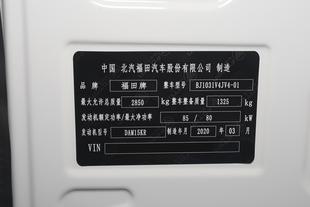 中国 北汽福田汽车股份有限公司 制造
品牌 福田牌 整车型号 BJ1031V4JV4-01
最大允许总质量 2850 kg 整车整备质量 1325 kg
发动机额定功率/最大净功率 85/80 kW
发动机型号 DAM15KR 制造年月 2020 年 03 月
VIN